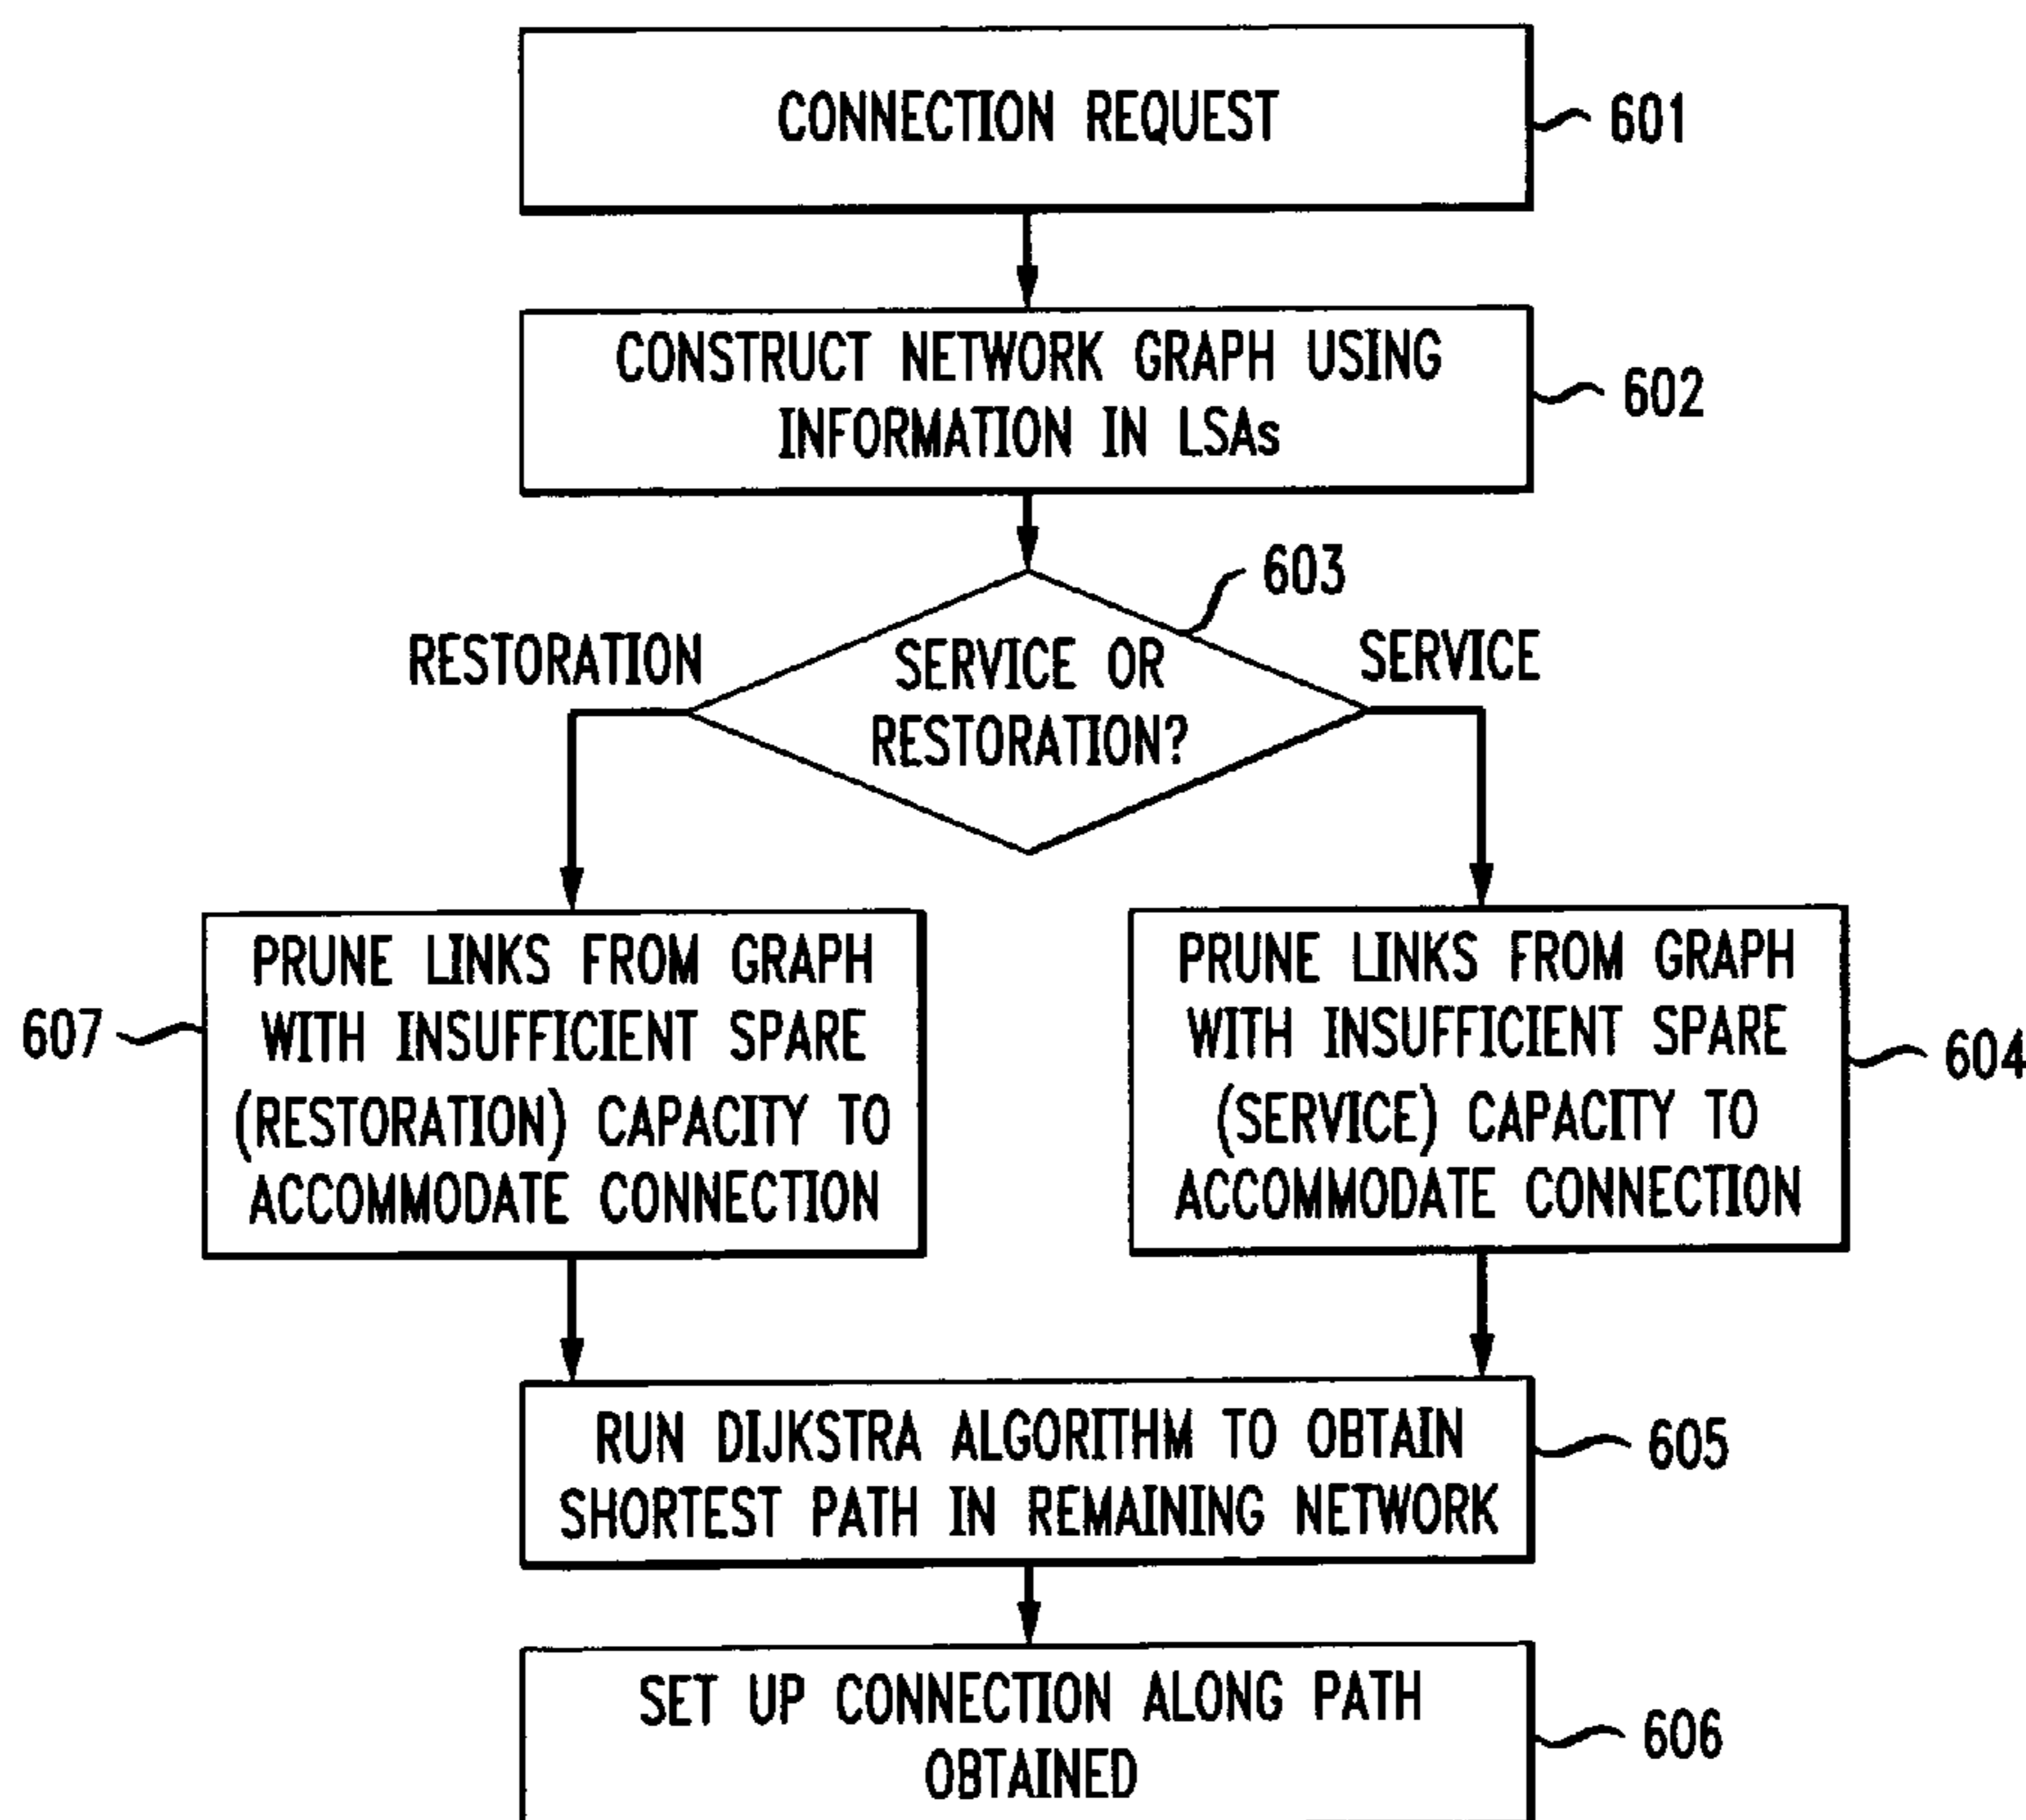 CONNECTION REQUEST
601
CONSTRUCT NETWORK GRAPH USING
INFORMATION IN LSAs
602
603
RESTORATION
SERVICE OR
RESTORATION?
SERVICE
607
PRUNE LINKS FROM GRAPH
WITH INSUFFICIENT SPARE
(RESTORATION) CAPACITY TO
ACCOMMODATE CONNECTION
PRUNE LINKS FROM GRAPH
WITH INSUFFICIENT SPARE
(SERVICE) CAPACITY TO
ACCOMMODATE CONNECTION
604
RUN DIJKSTRA ALGORITHM TO OBTAIN
SHORTEST PATH IN REMAINING NETWORK
605
SET UP CONNECTION ALONG PATH
OBTAINED
606